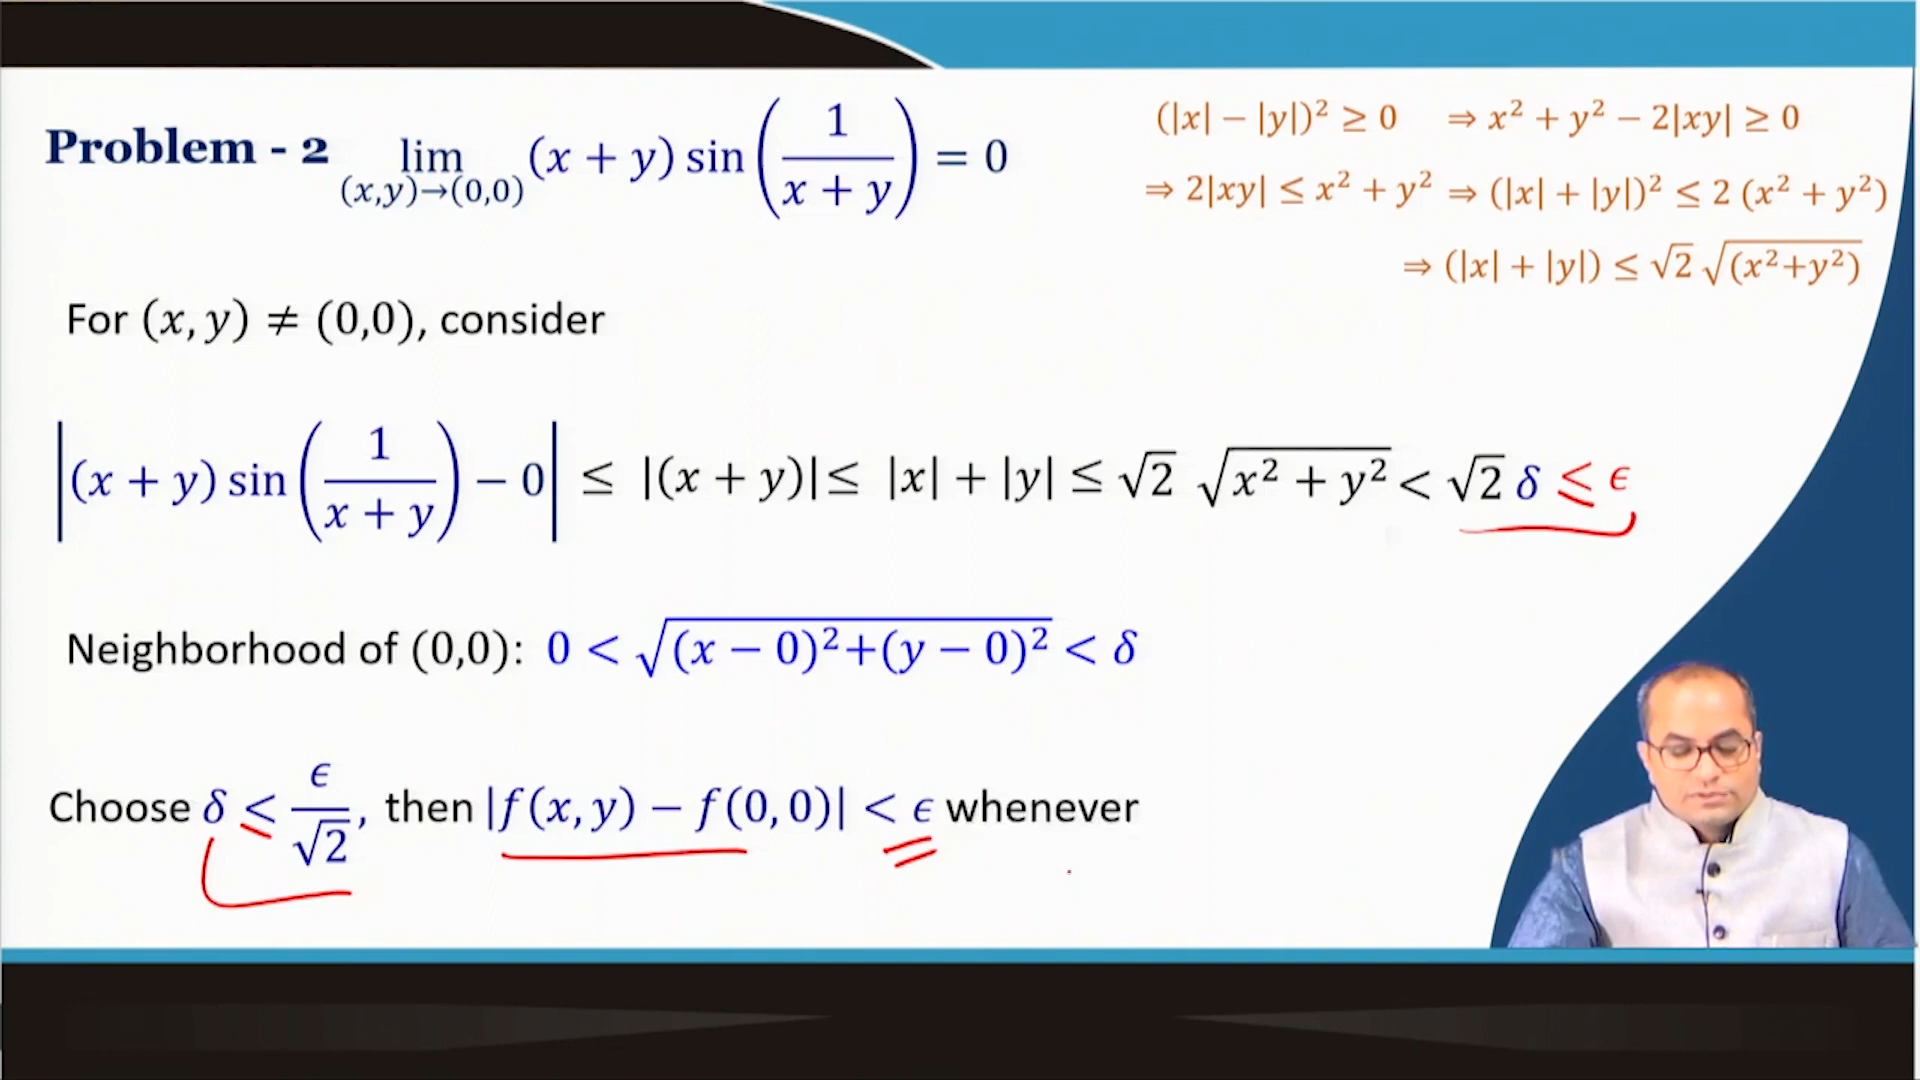 Problem - 2 lim (x,y)→(0,0) (x + y) sin (1/(x + y)) = 0
(|x| − |y|)² ≥ 0 ⇒ x² + y² − 2|xy| ≥ 0
⇒ 2|xy| ≤ x² + y² ⇒ (|x| + |y|)² ≤ 2 (x² + y²)
⇒ (|x| + |y|) ≤ √2 √(x²+y²)
For (x, y) ≠ (0,0), consider
|(x + y) sin (1/(x + y)) − 0| ≤ |(x + y)|≤ |x| + |y| ≤ √2 √(x² + y²) < √2 δ ≤ ϵ
Neighborhood of (0,0): 0 < √((x − 0)²+(y − 0)²) < δ
Choose δ ≤ ϵ/√2, then |f(x, y) − f(0, 0)| < ϵ whenever